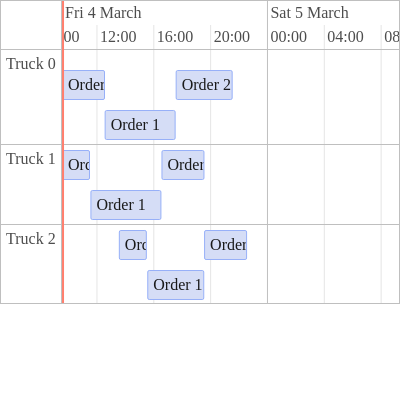 Fri 4 March
Sat 5 March
00 12:00 16:00 20:00 00:00 04:00 08
Truck 0
Order Order 2
Order 1
Truck 1
Ord Order
Order 1
Truck 2
Ord Order
Order 1